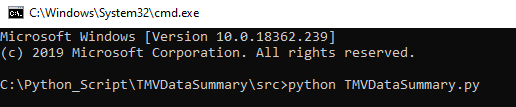 C:\Windows\System32\cmd.exe
Microsoft Windows [Version 10.0.18362.239]
(c) 2019 Microsoft Corporation. All rights reserved.
C:\Python_Script\TMVDataSummary\src>python TMVDataSummary.py